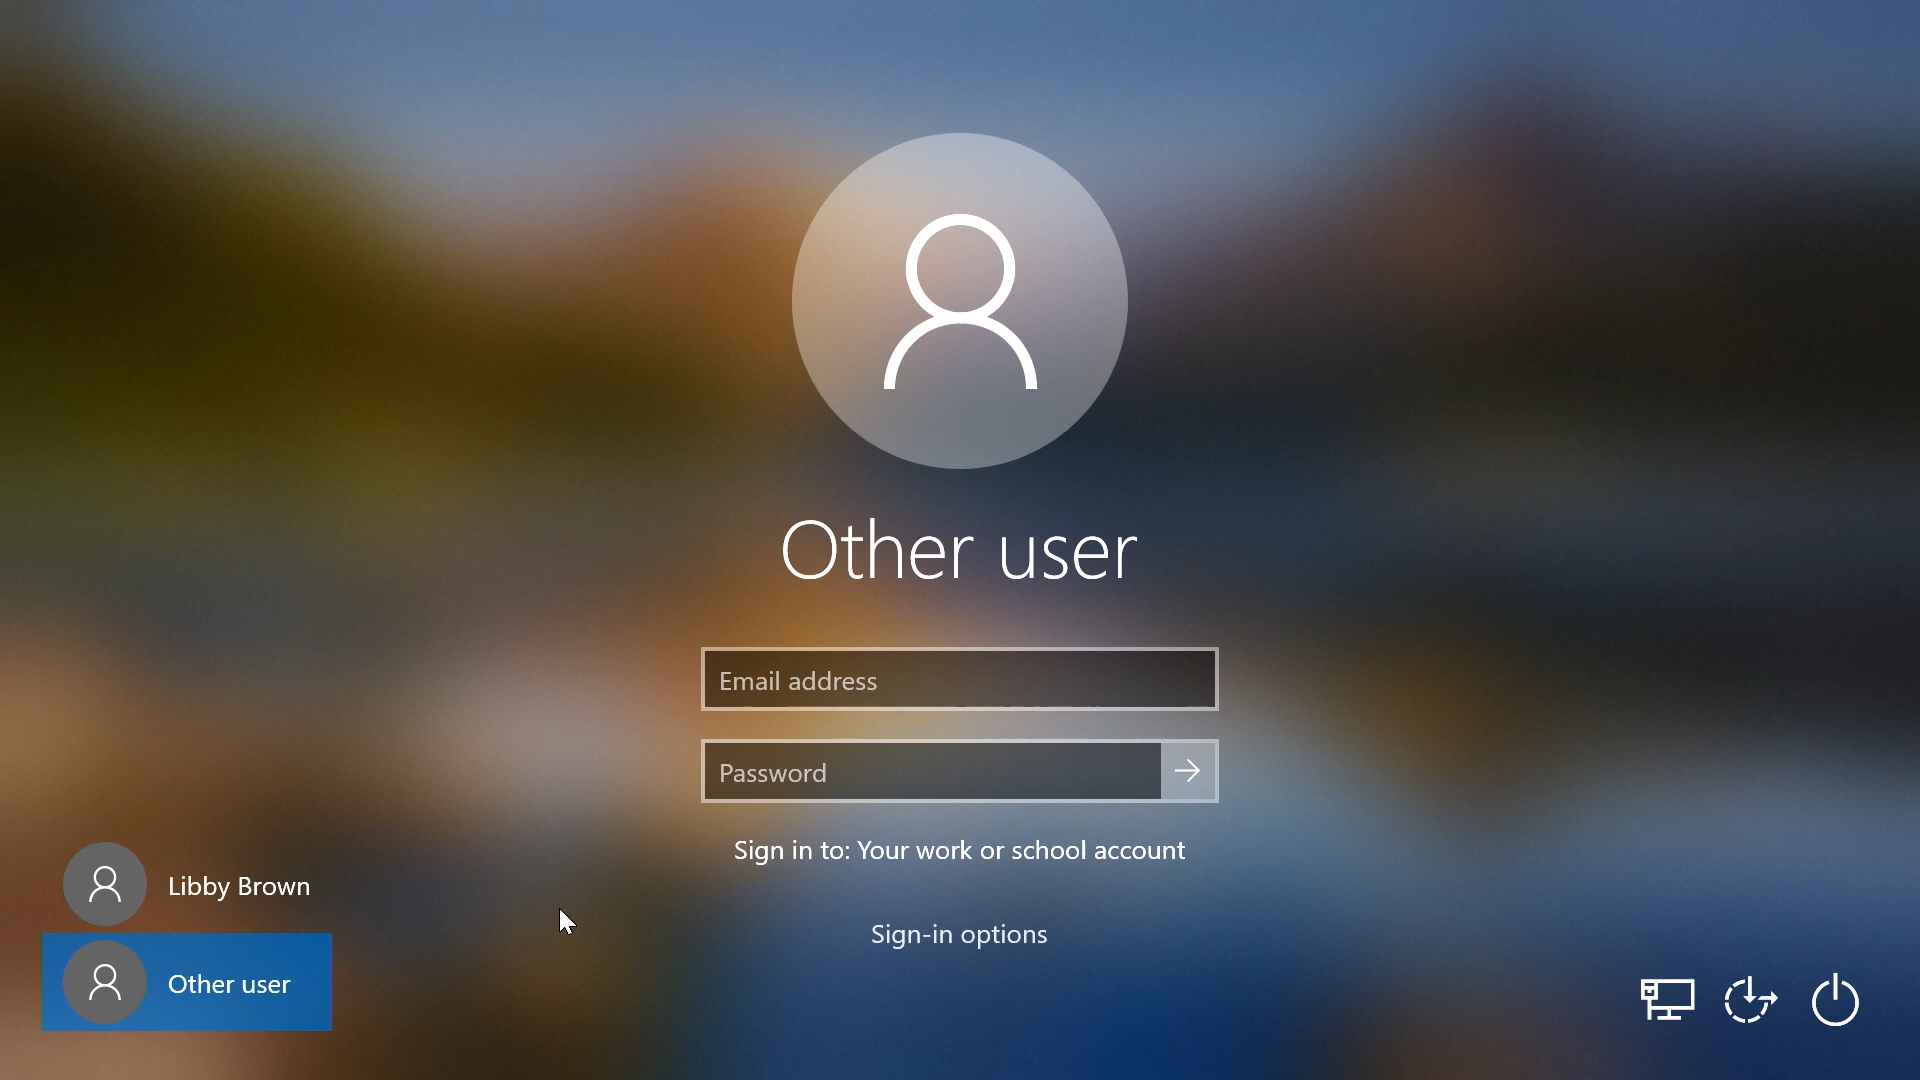 Other user
Email address
Password
Sign in to: Your work or school account
Sign-in options
Libby Brown
Other user